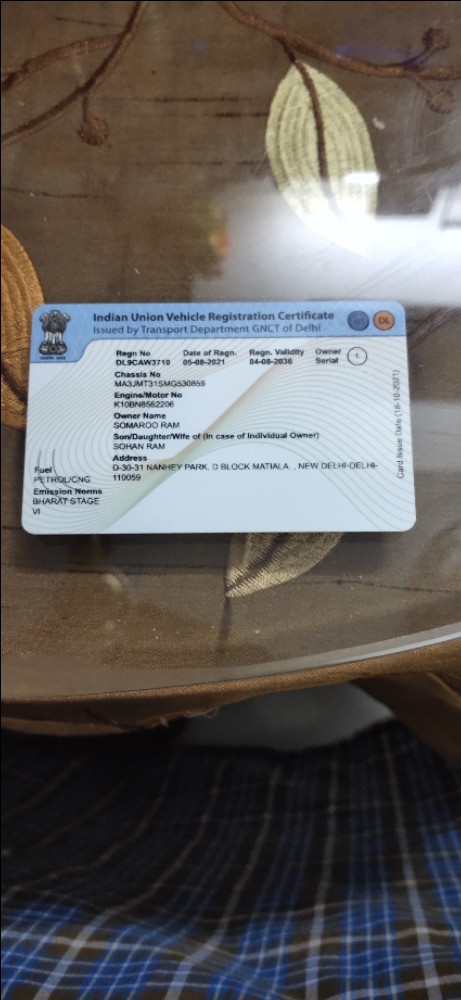 Indian Union Vehicle Registration Certificate
Issued by Transport Department GNCT of Delhi
DL
Regn No Date of Regn. Regn. Validity Owner Serial 1
DL9CAW3710 05-08-2021 04-08-2036
Chassis No
MA3JMT31SMG530859
Engine/Motor No
K10BN8562206
Owner Name
SOMAROO RAM
Son/Daughter/Wife of (In case of Individual Owner)
SOHAN RAM
Address
D-30-31 NANHEY PARK, D BLOCK MATIALA. , NEW DELHI-DELHI-
110059
Fuel
PETROL/CNG
Emission Norms
BHARAT STAGE
VI
Card Issue Date (18-10-2021)